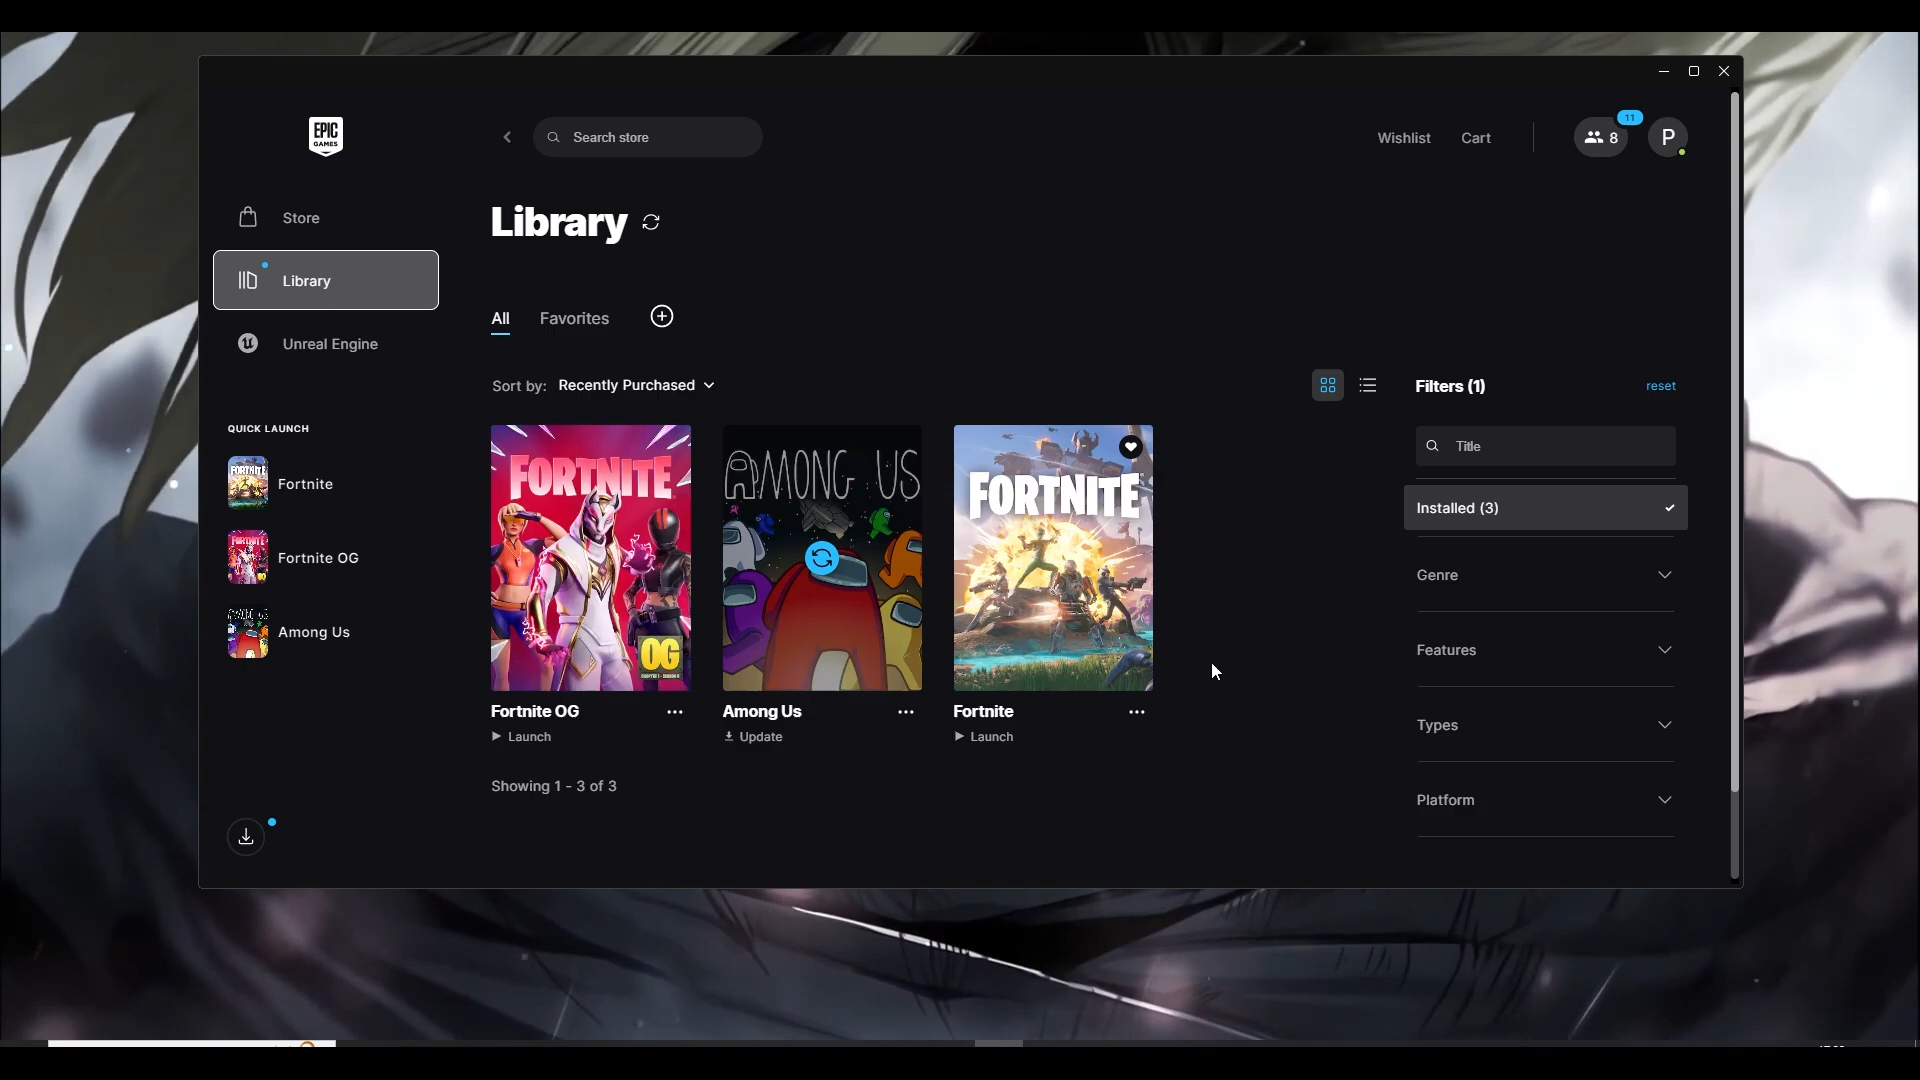 EPIC
GAMES
Search store
Wishlist
Cart
8
11
P
Store
Library
Unreal Engine
QUICK LAUNCH
Fortnite
Fortnite OG
Among Us
Library
All
Favorites
Sort by: Recently Purchased
FORTNITE
OG
Fortnite OG
Launch
AMONG US
Among Us
Update
FORTNITE
Fortnite
Launch
Showing 1 - 3 of 3
Filters (1)
reset
Title
Installed (3)
Genre
Features
Types
Platform